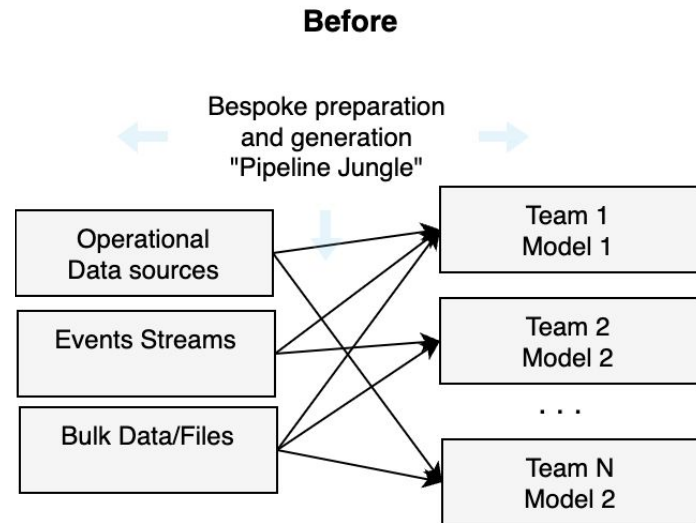 Before
Bespoke preparation
and generation
"Pipeline Jungle"
Operational
Data sources
Events Streams
Bulk Data/Files
Team 1
Model 1
Team 2
Model 2
. . .
Team N
Model 2